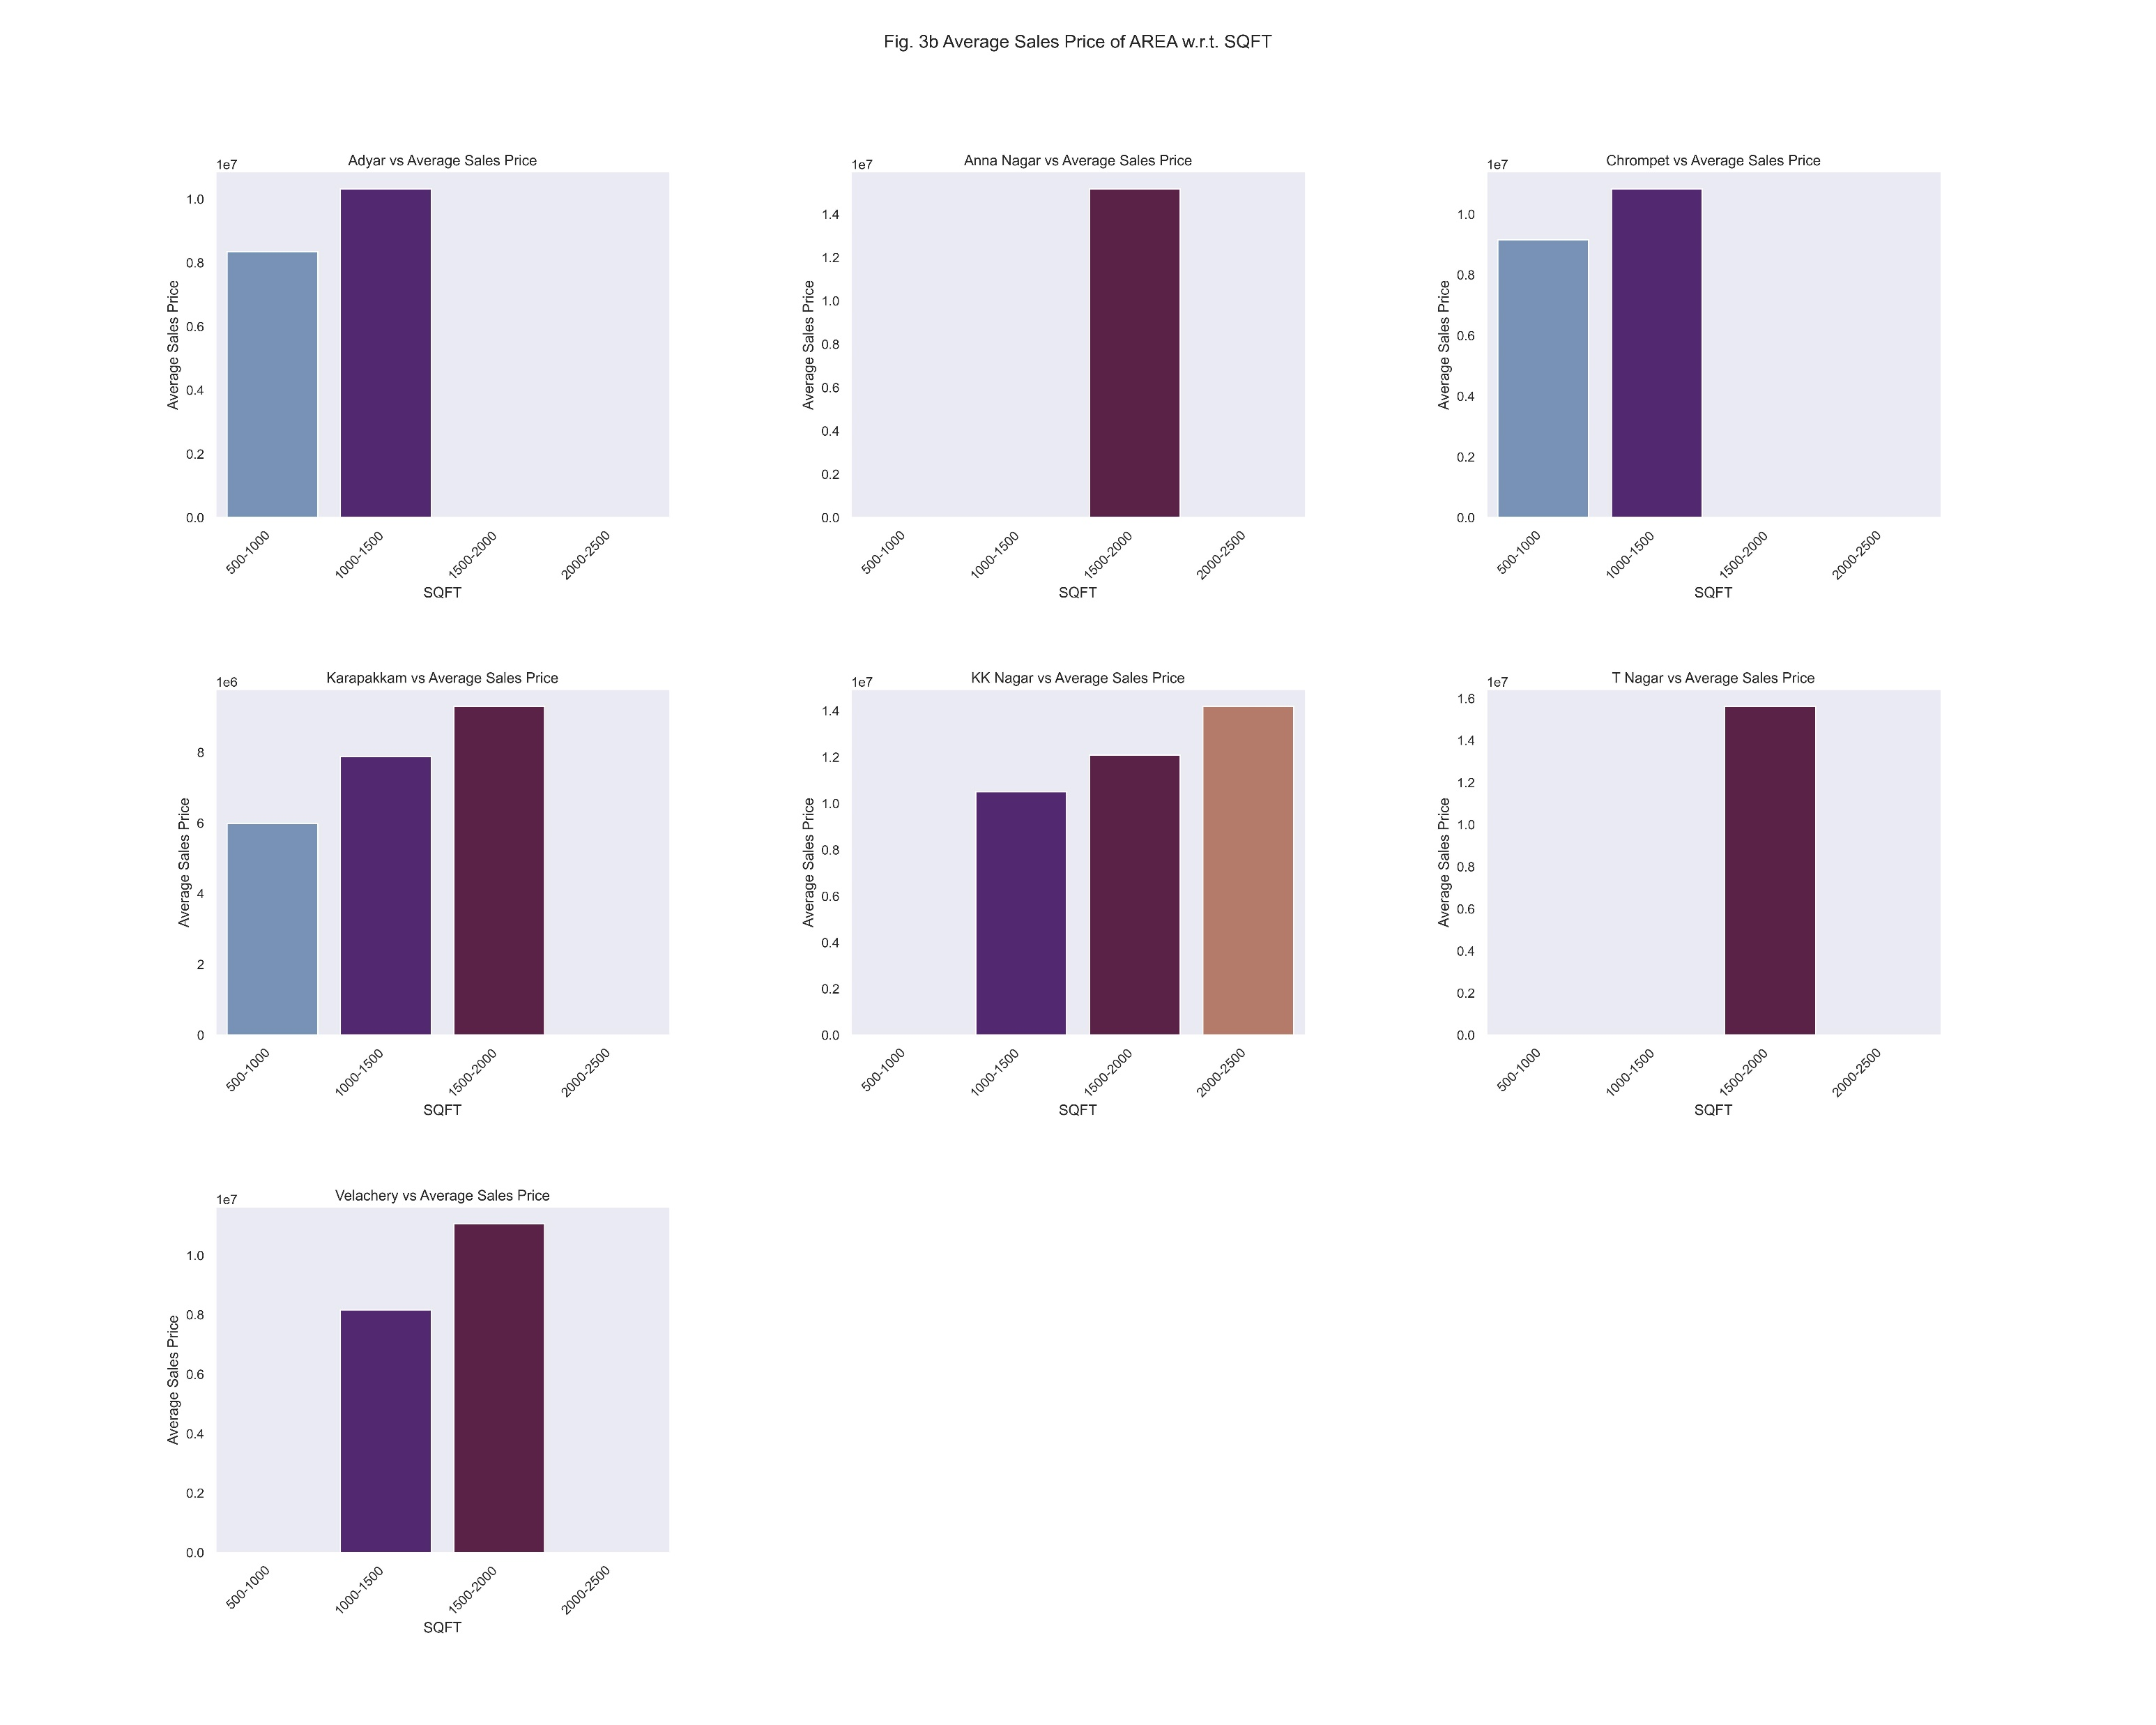 Fig. 3b Average Sales Price of AREA w.r.t. SQFT
Adyar vs Average Sales Price
1e7
1.0
0.8
0.6
0.4
0.2
0.0
Average Sales Price
500-1000
1000-1500
1500-2000
2000-2500
SQFT
Anna Nagar vs Average Sales Price
1e7
1.4
1.2
1.0
0.8
0.6
0.4
0.2
0.0
Average Sales Price
500-1000
1000-1500
1500-2000
2000-2500
SQFT
Chrompet vs Average Sales Price
1e7
1.0
0.8
0.6
0.4
0.2
0.0
Average Sales Price
500-1000
1000-1500
1500-2000
2000-2500
SQFT
Karapakkam vs Average Sales Price
1e6
8
6
4
2
0
Average Sales Price
500-1000
1000-1500
1500-2000
2000-2500
SQFT
KK Nagar vs Average Sales Price
1e7
1.4
1.2
1.0
0.8
0.6
0.4
0.2
0.0
Average Sales Price
500-1000
1000-1500
1500-2000
2000-2500
SQFT
T Nagar vs Average Sales Price
1e7
1.6
1.4
1.2
1.0
0.8
0.6
0.4
0.2
0.0
Average Sales Price
500-1000
1000-1500
1500-2000
2000-2500
SQFT
Velachery vs Average Sales Price
1e7
1.0
0.8
0.6
0.4
0.2
0.0
Average Sales Price
500-1000
1000-1500
1500-2000
2000-2500
SQFT